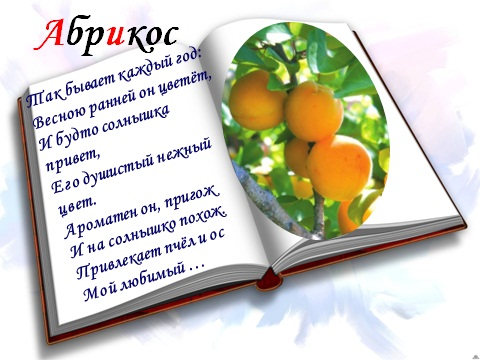 Абрикос
Так бывает каждый год:
Весною ранней он цветёт,
И будто солнышка
привет,
Его душистый нежный
цвет.
Ароматен он, пригож
И на солнышко похож.
Привлекает пчёл и ос
Мой любимый ...